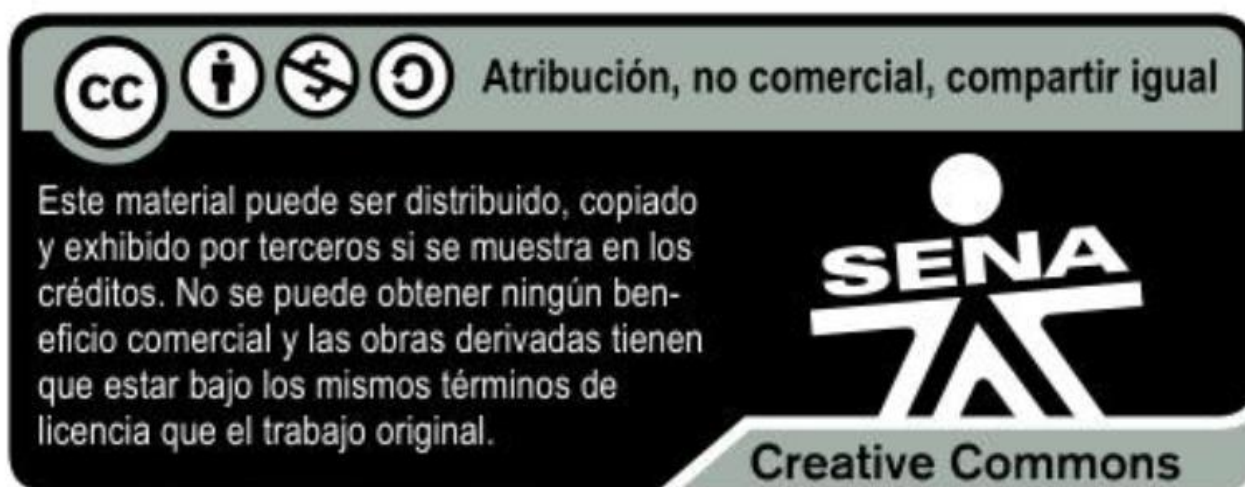 cc Atribución, no comercial, compartir igual
Este material puede ser distribuido, copiado
y exhibido por terceros si se muestra en los
créditos. No se puede obtener ningún ben-
eficio comercial y las obras derivadas tienen
que estar bajo los mismos términos de
licencia que el trabajo original.
SENA
Creative Commons